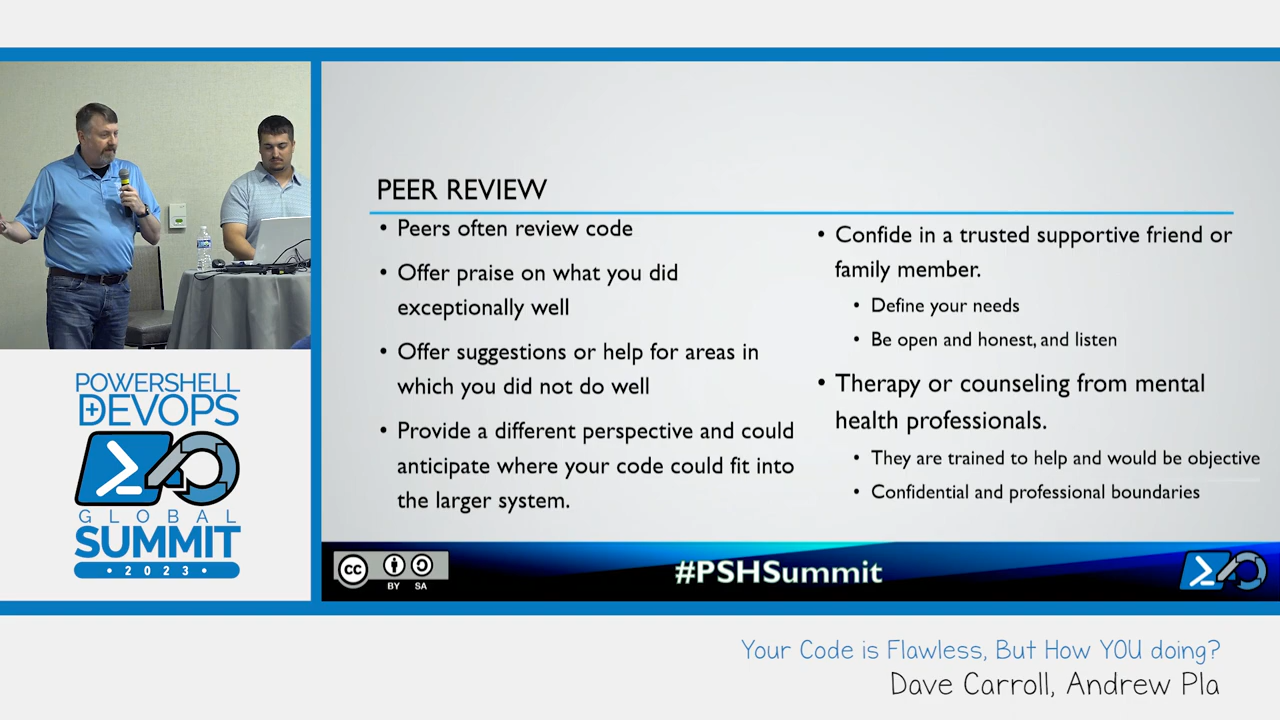 PEER REVIEW
• Peers often review code
• Offer praise on what you did
exceptionally well
• Offer suggestions or help for areas in
which you did not do well
• Provide a different perspective and could
anticipate where your code could fit into
the larger system.
• Confide in a trusted supportive friend or
family member.
• Define your needs
• Be open and honest, and listen
• Therapy or counseling from mental
health professionals.
• They are trained to help and would be objective
• Confidential and professional boundaries
POWERSHELL
+DEVOPS
GLOBAL
SUMMIT
• 2023 •
cc
BY SA
#PSHSummit
Your Code is Flawless, But How YOU doing?
Dave Carroll, Andrew Pla